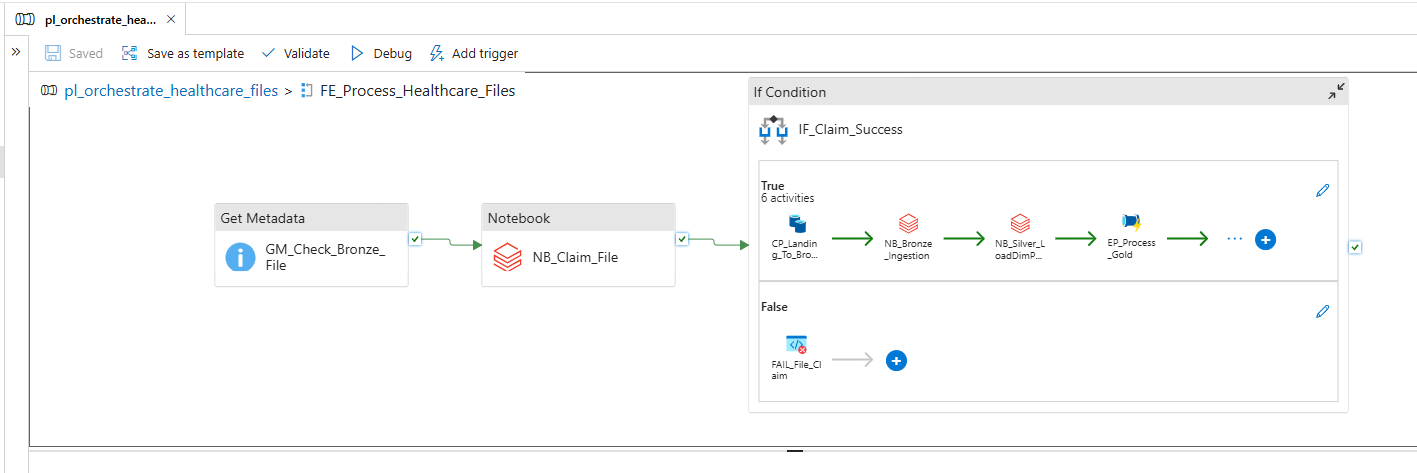 pl_orchestrate_hea...
Saved
Save as template
Validate
Debug
Add trigger
pl_orchestrate_healthcare_files > FE_Process_Healthcare_Files
If Condition
IF_Claim_Success
True
6 activities
CP_Landin
g_To_Bro...
NB_Bronze
_Ingestion
NB_Silver_L
oadDimP...
EP_Process
_Gold
Get Metadata
GM_Check_Bronze_
File
Notebook
NB_Claim_File
False
FAIL_File_Cl
aim